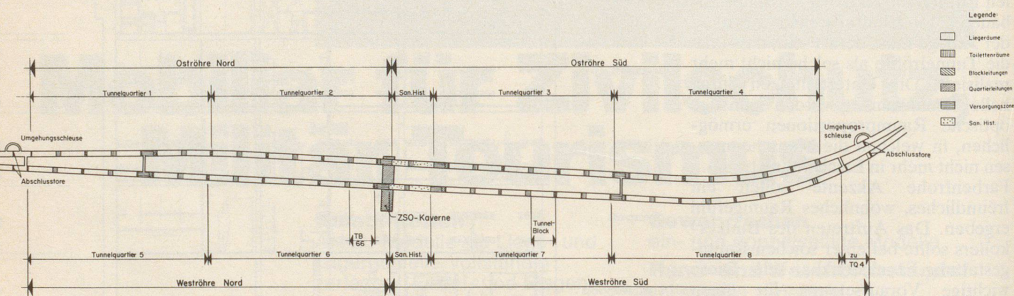 Legende:
Liegeräume
Toilettenräume
Blockleitungen
Quartierleitungen
Versorgungszone
San. Hist.
Oströhre Nord
Oströhre Süd
Tunnelquartier 1
Tunnelquartier 2
San. Hist.
Tunnelquartier 3
Tunnelquartier 4
Umgehungsschleuse
Abschlusstore
Umgehungs-
schleuse
Abschlusstore
ZSO-Kaverne
TB
66
Tunnel-
Block
Tunnelquartier 5
Tunnelquartier 6
San. Hist.
Tunnelquartier 7
Tunnelquartier 8
zu
TQ 4
Weströhre Nord
Weströhre Süd